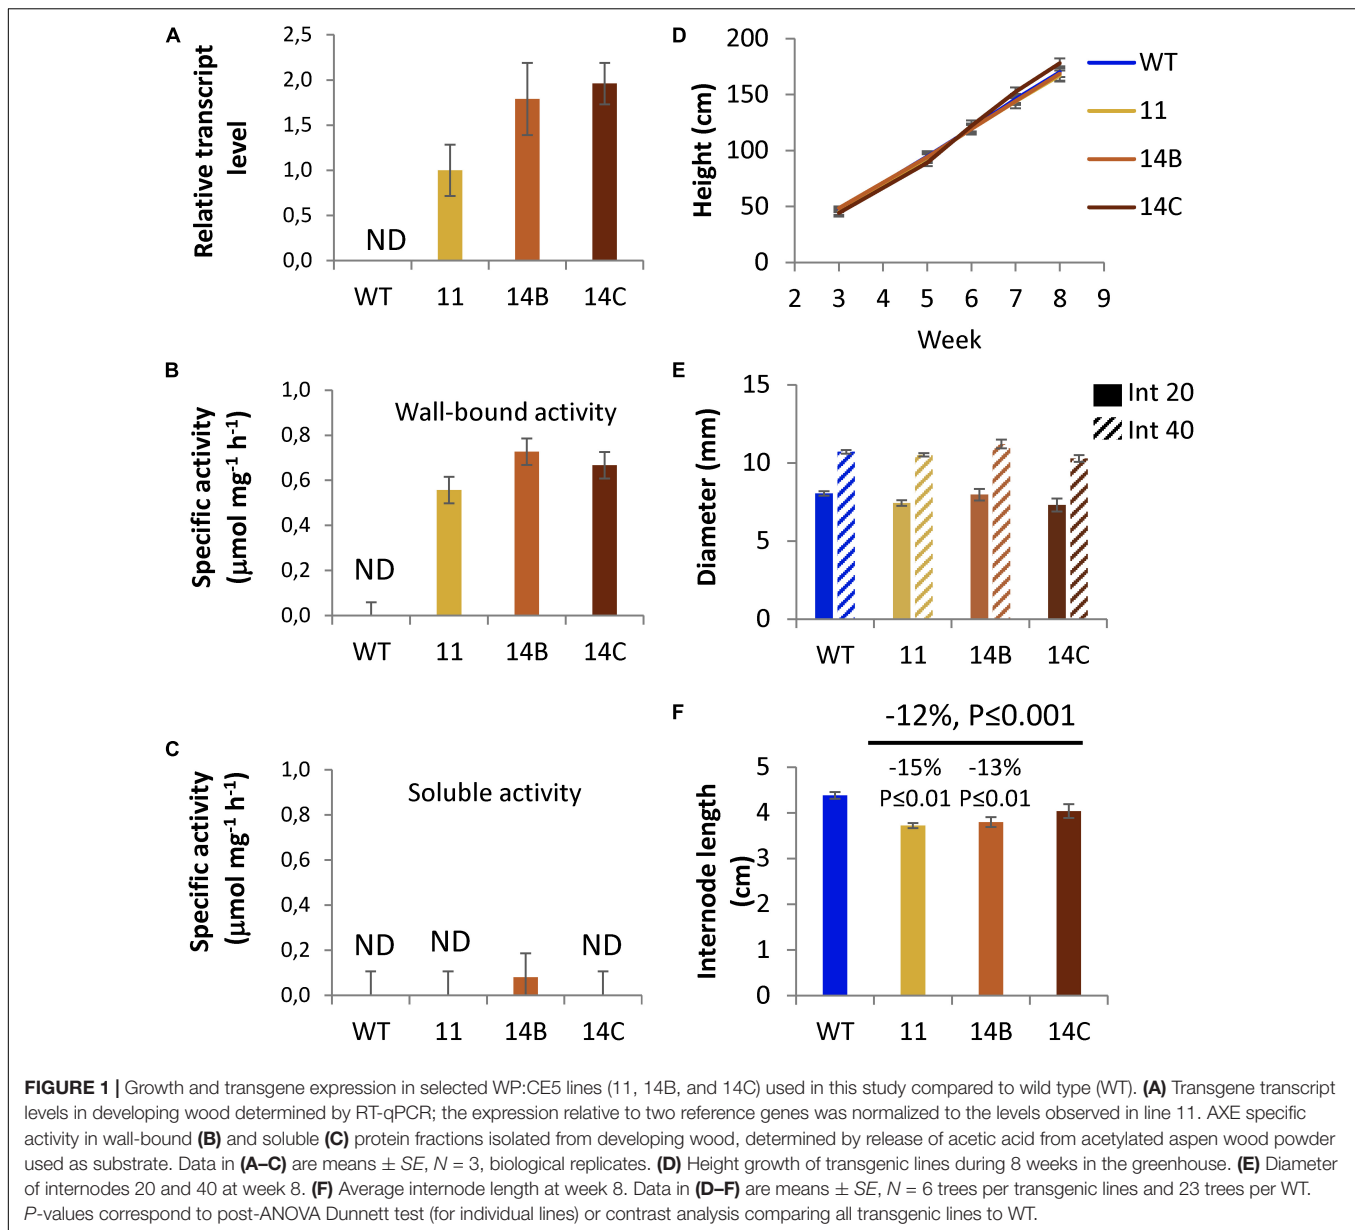 A
Relative transcript
level
2,5
2,0
1,5
1,0
0,5
0,0
ND
WT 11 14B 14C
D
Height (cm)
200
150
100
50
0
2 3 4 5 6 7 8 9
Week
WT
11
14B
14C
B
Specific activity
(µmol mg-1 h-1)
1,0
0,8
0,6
0,4
0,2
0,0
Wall-bound activity
ND
WT 11 14B 14C
E
Diameter (mm)
15
10
5
0
Int 20
Int 40
WT 11 14B 14C
C
Specific activity
(µmol mg-1 h-1)
1,0
0,8
0,6
0,4
0,2
0,0
Soluble activity
ND ND ND
WT 11 14B 14C
F
-12%, P≤0.001
Internode length
(cm)
5
4
3
2
1
0
-15% -13%
P≤0.01 P≤0.01
WT 11 14B 14C
FIGURE 1 | Growth and transgene expression in selected WP:CE5 lines (11, 14B, and 14C) used in this study compared to wild type (WT). (A) Transgene transcript
levels in developing wood determined by RT-qPCR; the expression relative to two reference genes was normalized to the levels observed in line 11. AXE specific
activity in wall-bound (B) and soluble (C) protein fractions isolated from developing wood, determined by release of acetic acid from acetylated aspen wood powder
used as substrate. Data in (A–C) are means ± SE, N = 3, biological replicates. (D) Height growth of transgenic lines during 8 weeks in the greenhouse. (E) Diameter
of internodes 20 and 40 at week 8. (F) Average internode length at week 8. Data in (D–F) are means ± SE, N = 6 trees per transgenic lines and 23 trees per WT.
P-values correspond to post-ANOVA Dunnett test (for individual lines) or contrast analysis comparing all transgenic lines to WT.